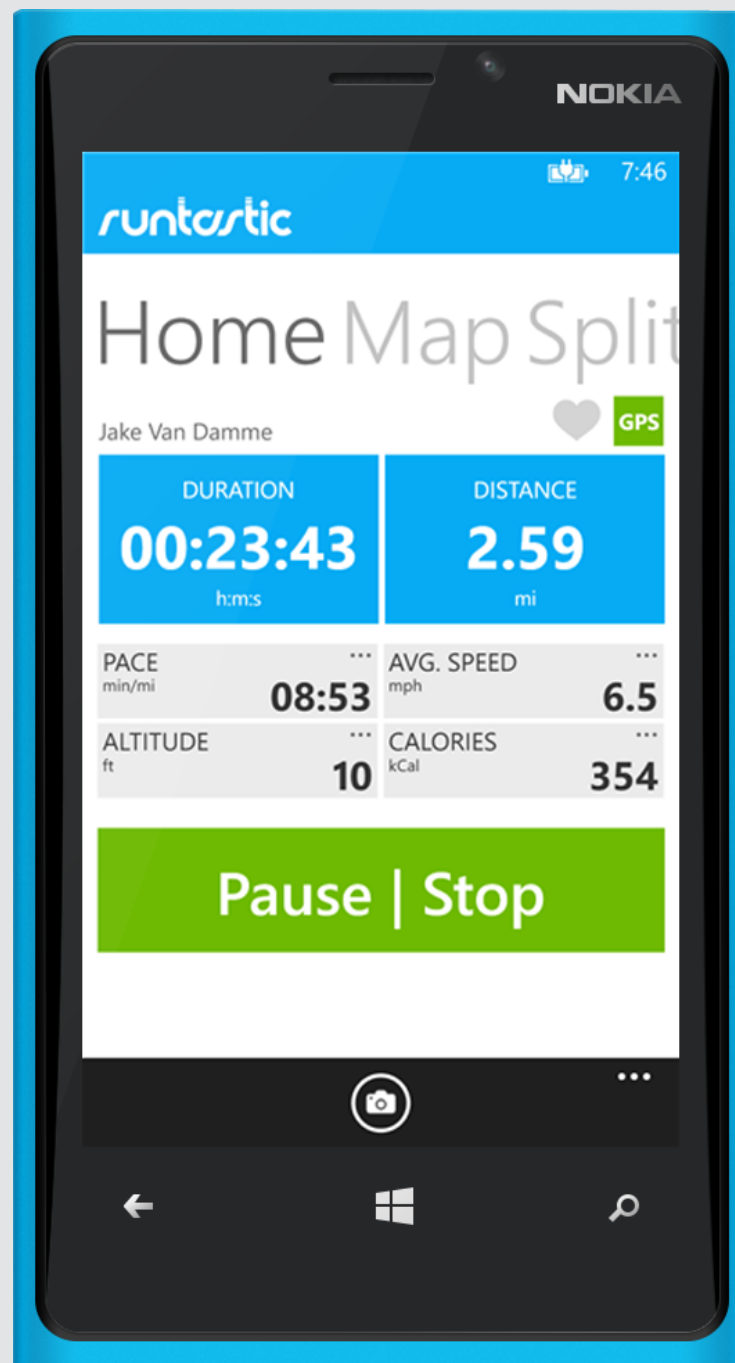 NOKIA
7:46
runtastic
Home Map Split
Jake Van Damme
GPS
DURATION
00:23:43
h:m:s
DISTANCE
2.59
mi
PACE
min/mi
08:53
AVG. SPEED
mph
6.5
ALTITUDE
ft
10
CALORIES
kCal
354
Pause | Stop